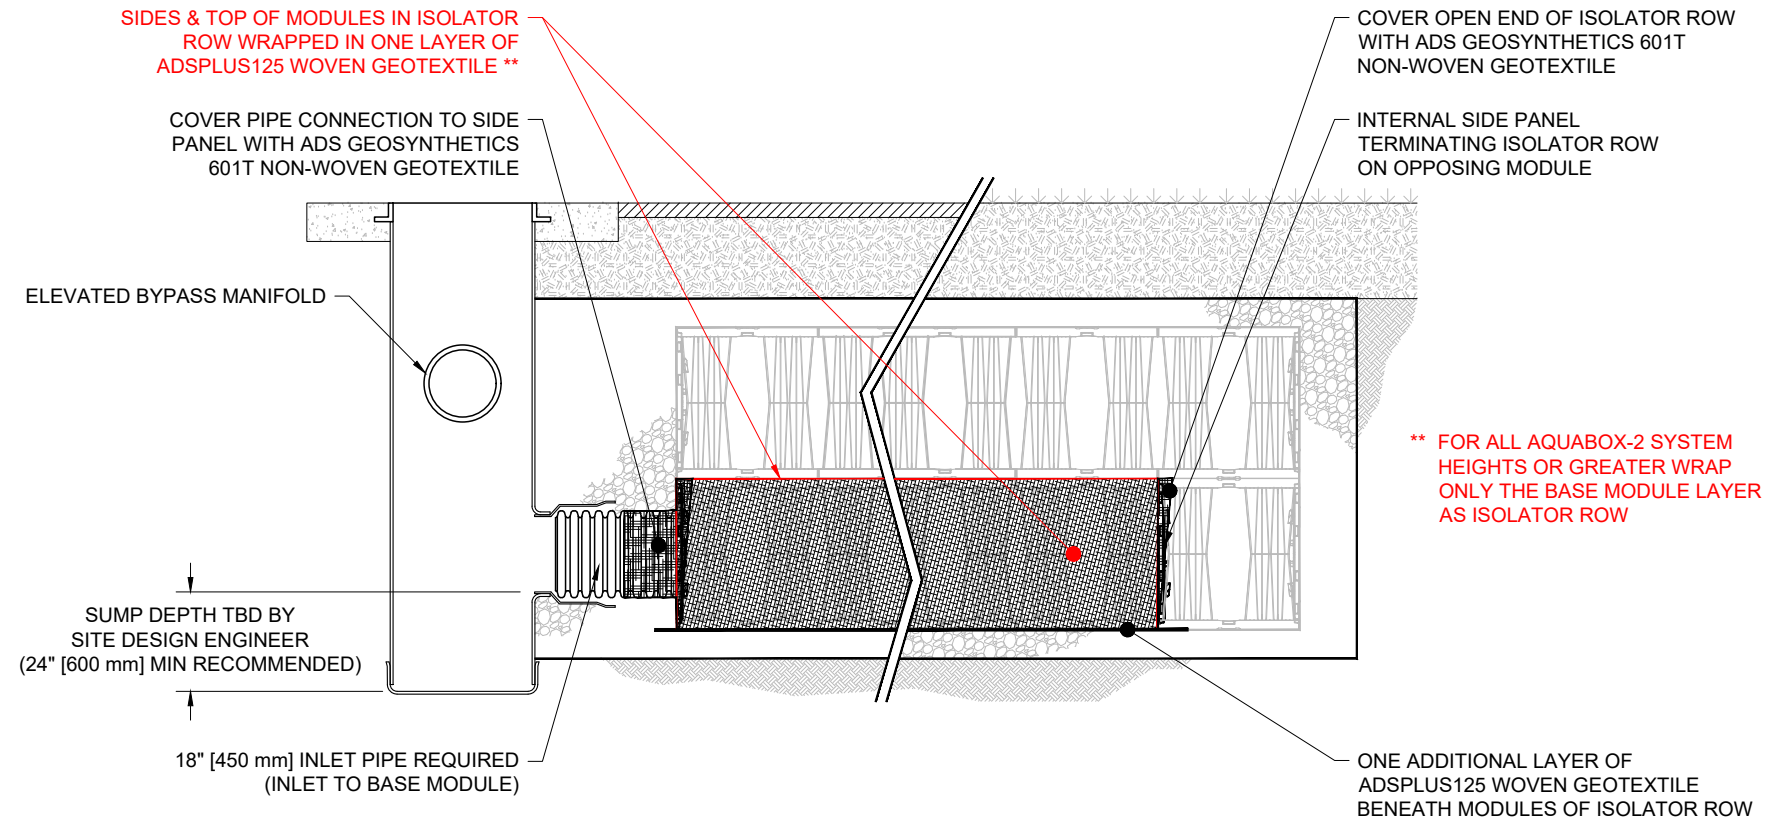 SIDES & TOP OF MODULES IN ISOLATOR
ROW WRAPPED IN ONE LAYER OF
ADSPLUS125 WOVEN GEOTEXTILE **
COVER PIPE CONNECTION TO SIDE
PANEL WITH ADS GEOSYNTHETICS
601T NON-WOVEN GEOTEXTILE
ELEVATED BYPASS MANIFOLD
SUMP DEPTH TBD BY
SITE DESIGN ENGINEER
(24" [600 mm] MIN RECOMMENDED)
18" [450 mm] INLET PIPE REQUIRED
(INLET TO BASE MODULE)
COVER OPEN END OF ISOLATOR ROW
WITH ADS GEOSYNTHETICS 601T
NON-WOVEN GEOTEXTILE
INTERNAL SIDE PANEL
TERMINATING ISOLATOR ROW
ON OPPOSING MODULE
** FOR ALL AQUABOX-2 SYSTEM
HEIGHTS OR GREATER WRAP
ONLY THE BASE MODULE LAYER
AS ISOLATOR ROW
ONE ADDITIONAL LAYER OF
ADSPLUS125 WOVEN GEOTEXTILE
BENEATH MODULES OF ISOLATOR ROW